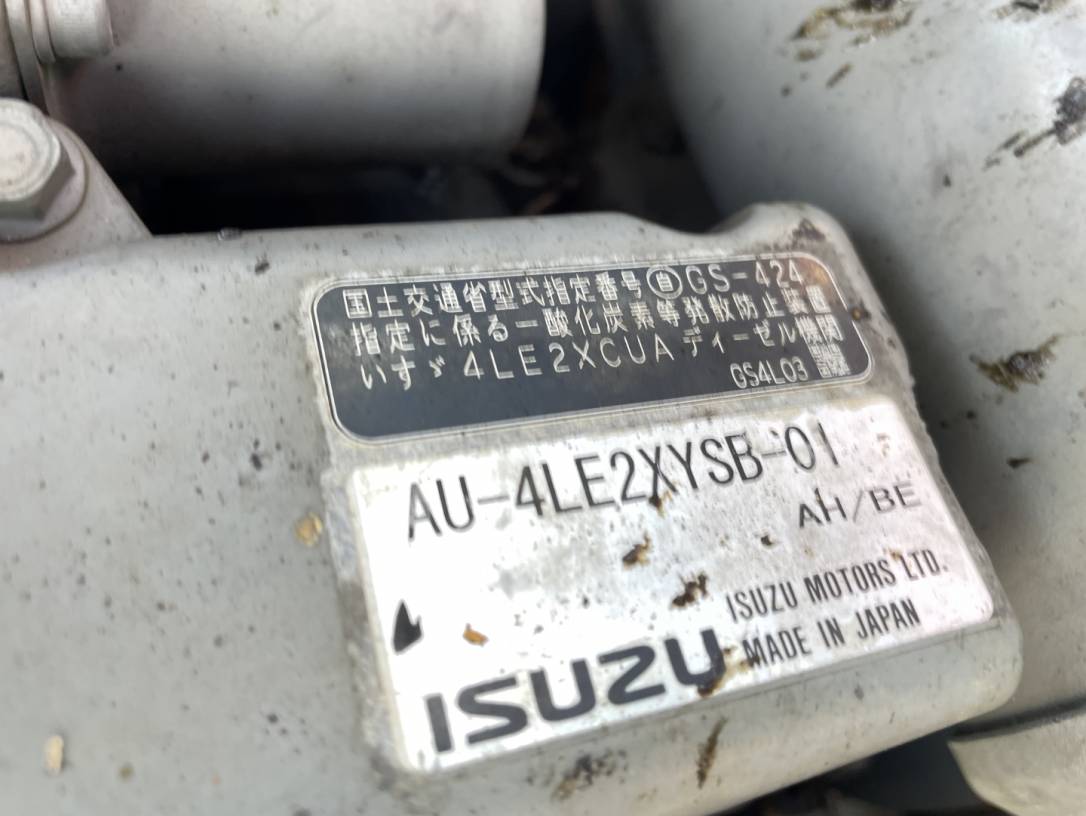 国土交通省型式指定番号 自 GS-424
指定に係る一酸化炭素等発散防止装置
いすゞ 4LE2XCUA ディーゼル機関
GS4L03
AU-4LE2XYSB-01
AH/BE
ISUZU MOTORS LTD.
MADE IN JAPAN
ISUZU